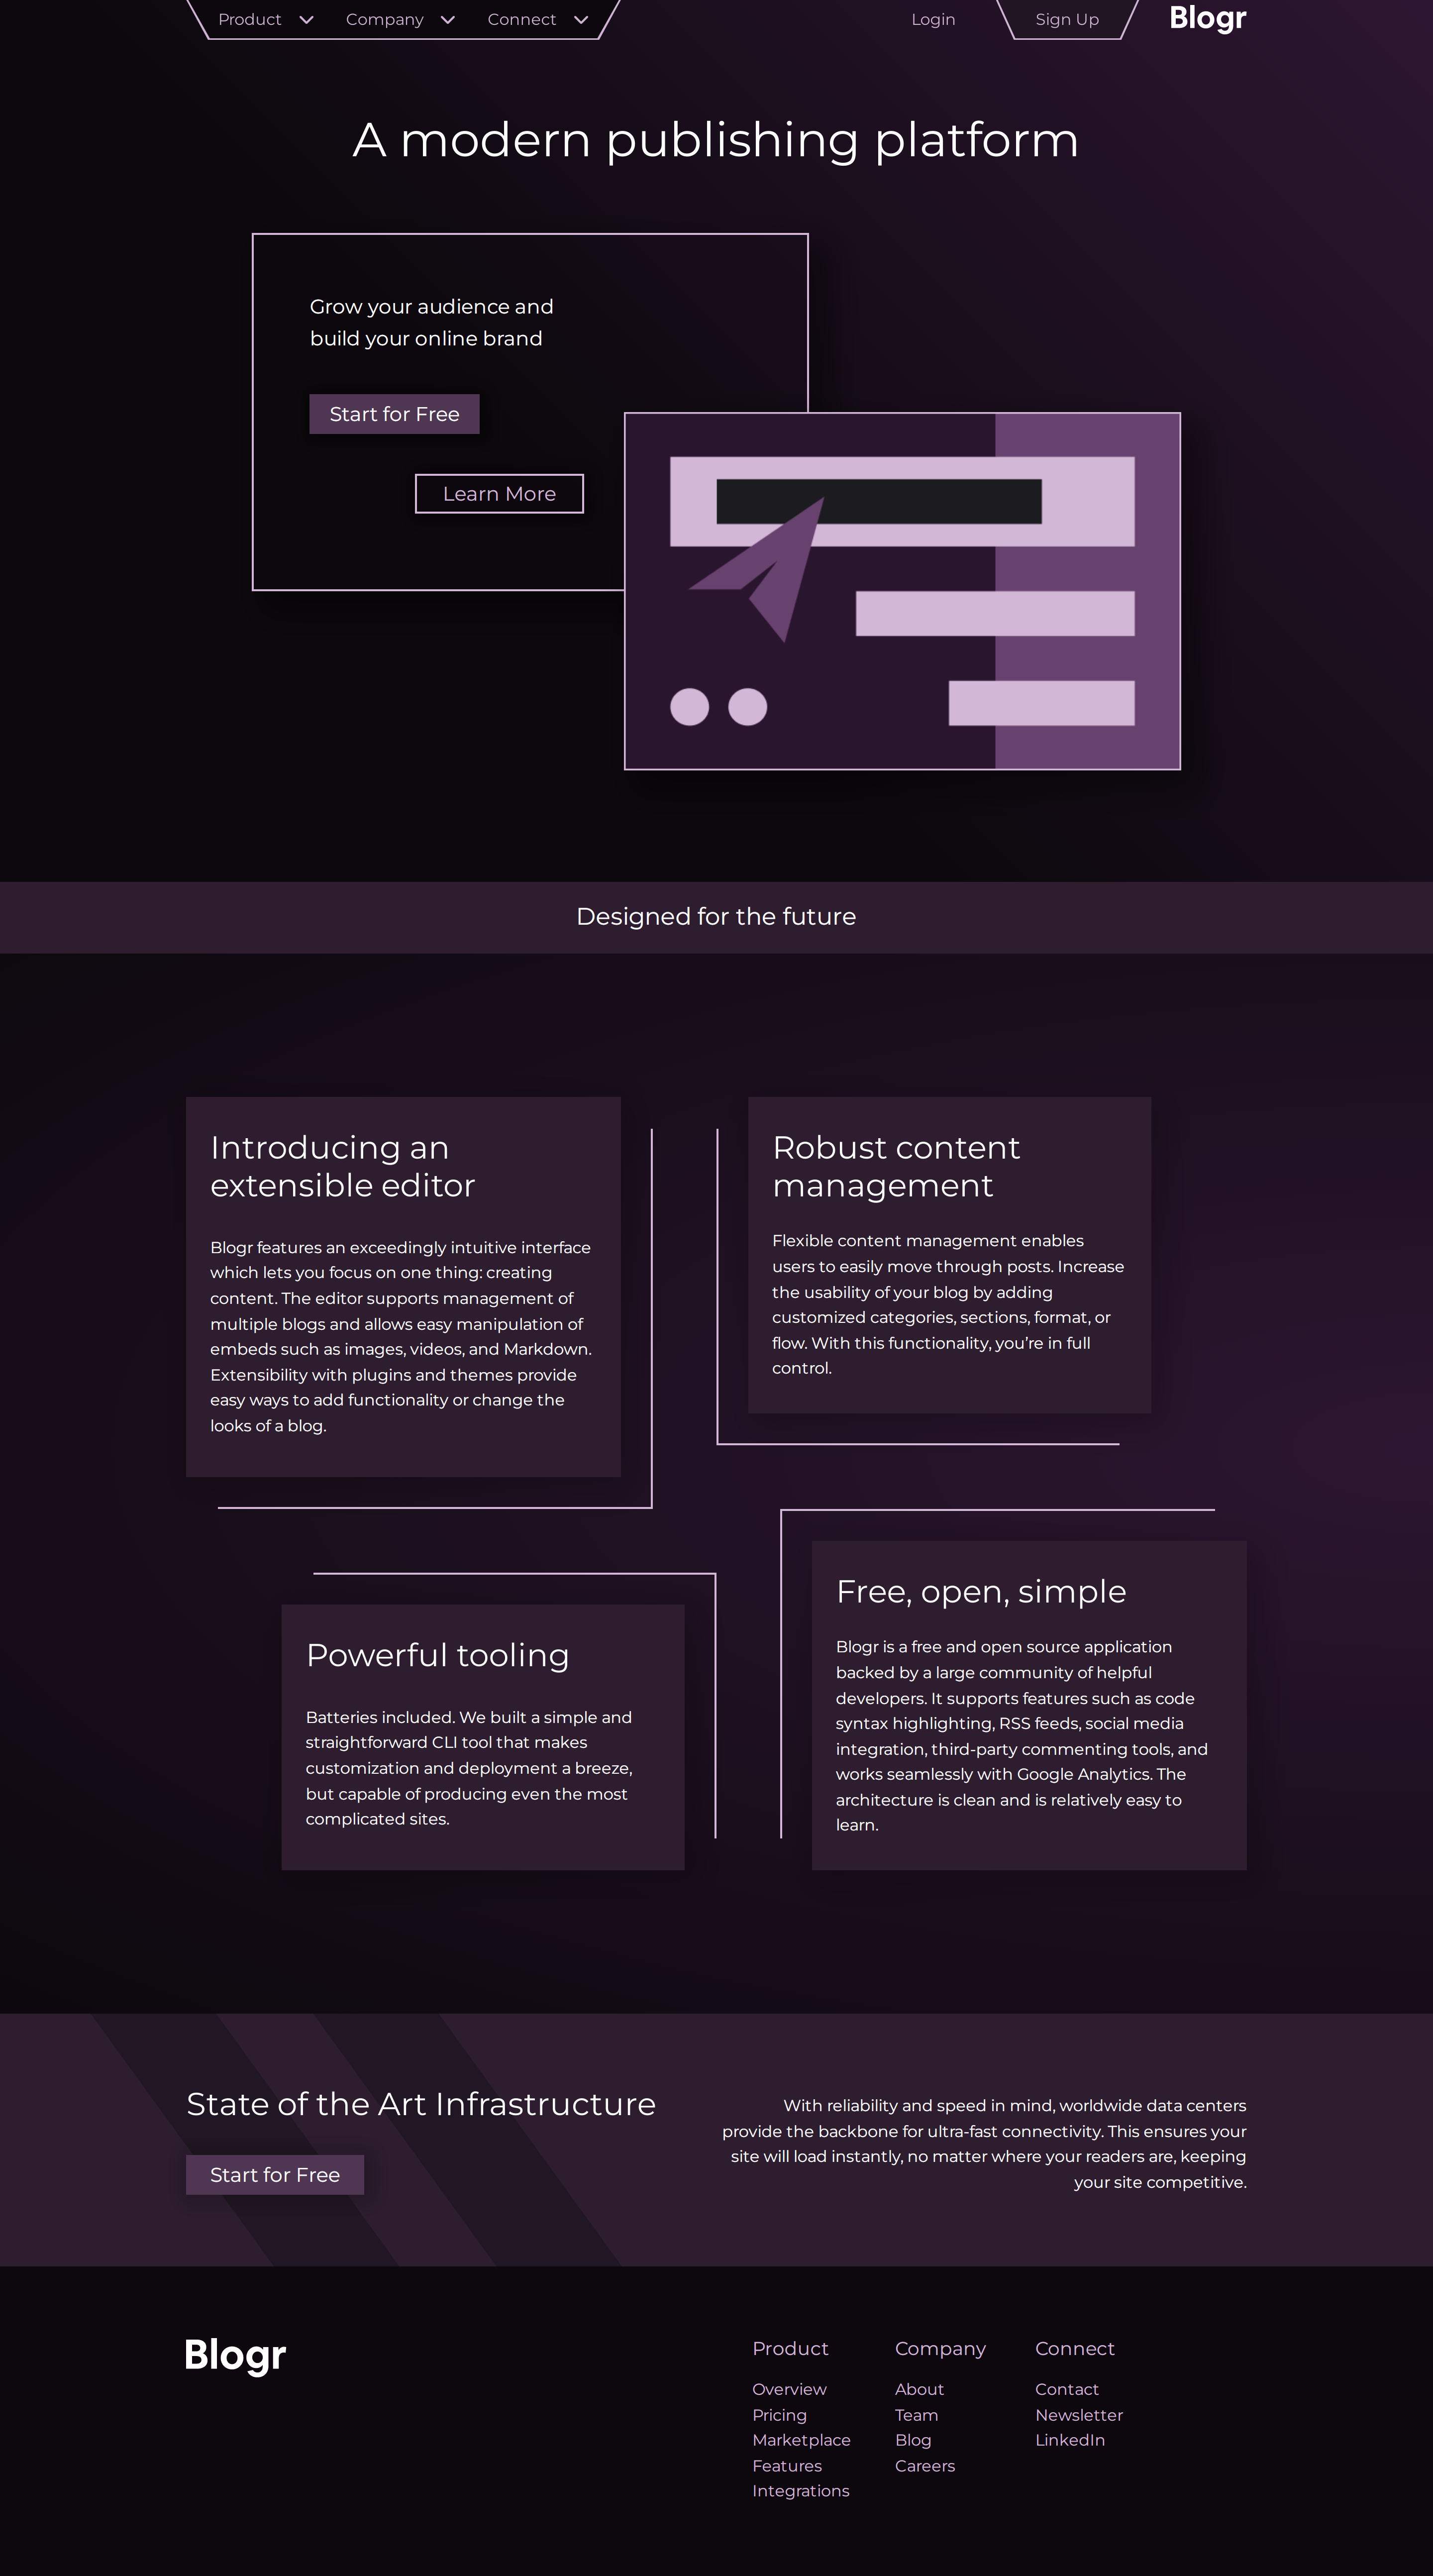 Product Company Connect Login Sign Up Blogr
A modern publishing platform
Grow your audience and
build your online brand
Start for Free
Learn More
Designed for the future
Introducing an
extensible editor
Blogr features an exceedingly intuitive interface
which lets you focus on one thing: creating
content. The editor supports management of
multiple blogs and allows easy manipulation of
embeds such as images, videos, and Markdown.
Extensibility with plugins and themes provide
easy ways to add functionality or change the
looks of a blog.
Robust content
management
Flexible content management enables
users to easily move through posts. Increase
the usability of your blog by adding
customized categories, sections, format, or
flow. With this functionality, you’re in full
control.
Powerful tooling
Batteries included. We built a simple and
straightforward CLI tool that makes
customization and deployment a breeze,
but capable of producing even the most
complicated sites.
Free, open, simple
Blogr is a free and open source application
backed by a large community of helpful
developers. It supports features such as code
syntax highlighting, RSS feeds, social media
integration, third-party commenting tools, and
works seamlessly with Google Analytics. The
architecture is clean and is relatively easy to
learn.
State of the Art Infrastructure
Start for Free
With reliability and speed in mind, worldwide data centers
provide the backbone for ultra-fast connectivity. This ensures your
site will load instantly, no matter where your readers are, keeping
your site competitive.
Blogr
Product
Overview
Pricing
Marketplace
Features
Integrations
Company
About
Team
Blog
Careers
Connect
Contact
Newsletter
LinkedIn